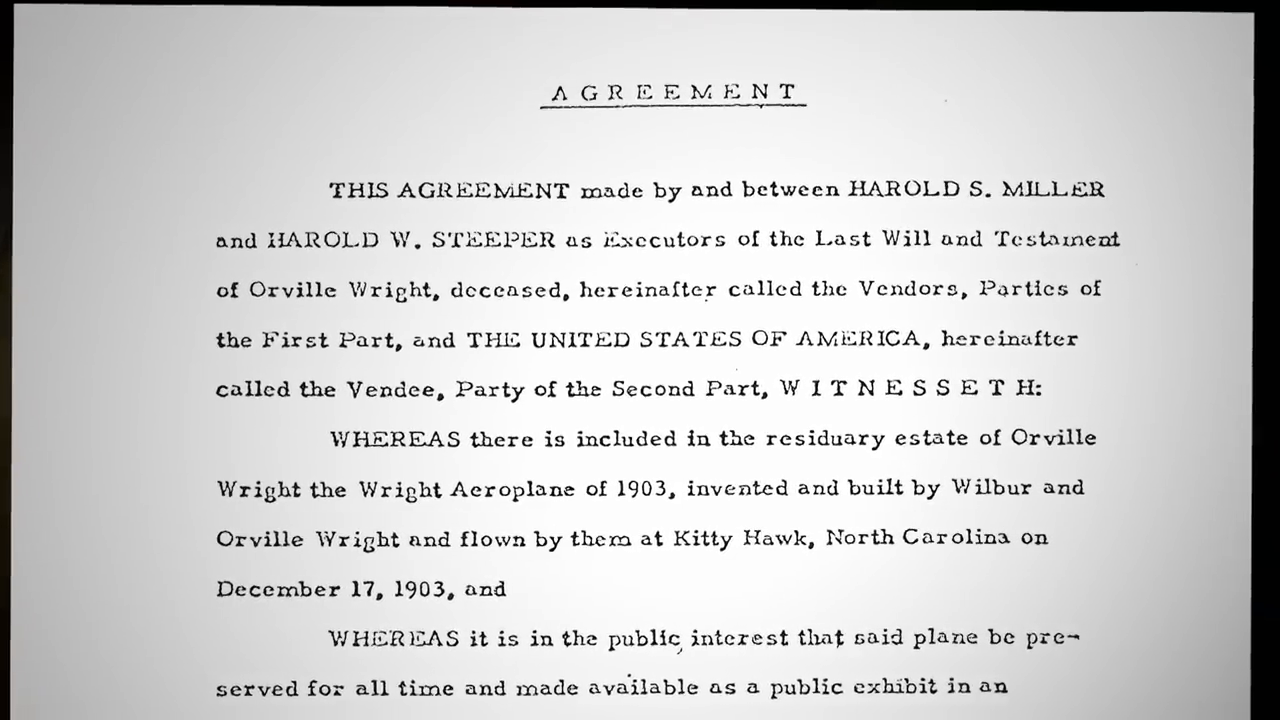 AGREEMENT
THIS AGREEMENT made by and between HAROLD S. MILLER
and HAROLD W. STEEPER as Executors of the Last Will and Testament
of Orville Wright, deceased, hereinafter called the Vendors, Parties of
the First Part, and THE UNITED STATES OF AMERICA, hereinafter
called the Vendee, Party of the Second Part, W I T N E S S E T H:
WHEREAS there is included in the residuary estate of Orville
Wright the Wright Aeroplane of 1903, invented and built by Wilbur and
Orville Wright and flown by them at Kitty Hawk, North Carolina on
December 17, 1903, and
WHEREAS it is in the public interest that said plane be pre-
served for all time and made available as a public exhibit in an